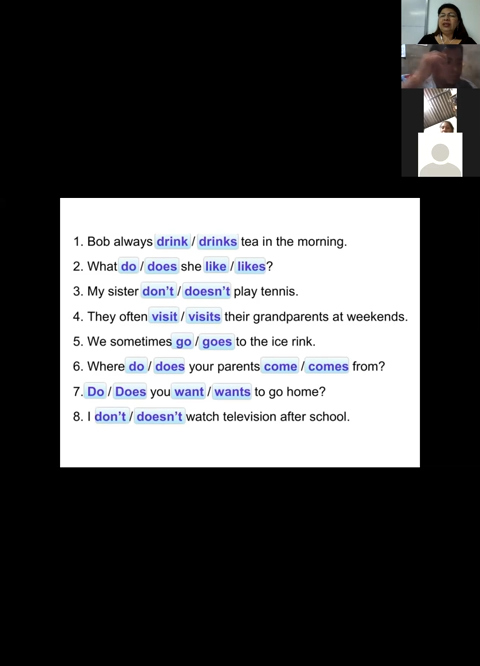 1. Bob always drink / drinks tea in the morning.
2. What do / does she like / likes?
3. My sister don't / doesn't play tennis.
4. They often visit / visits their grandparents at weekends.
5. We sometimes go / goes to the ice rink.
6. Where do / does your parents come / comes from?
7. Do / Does you want / wants to go home?
8. I don't / doesn't watch television after school.